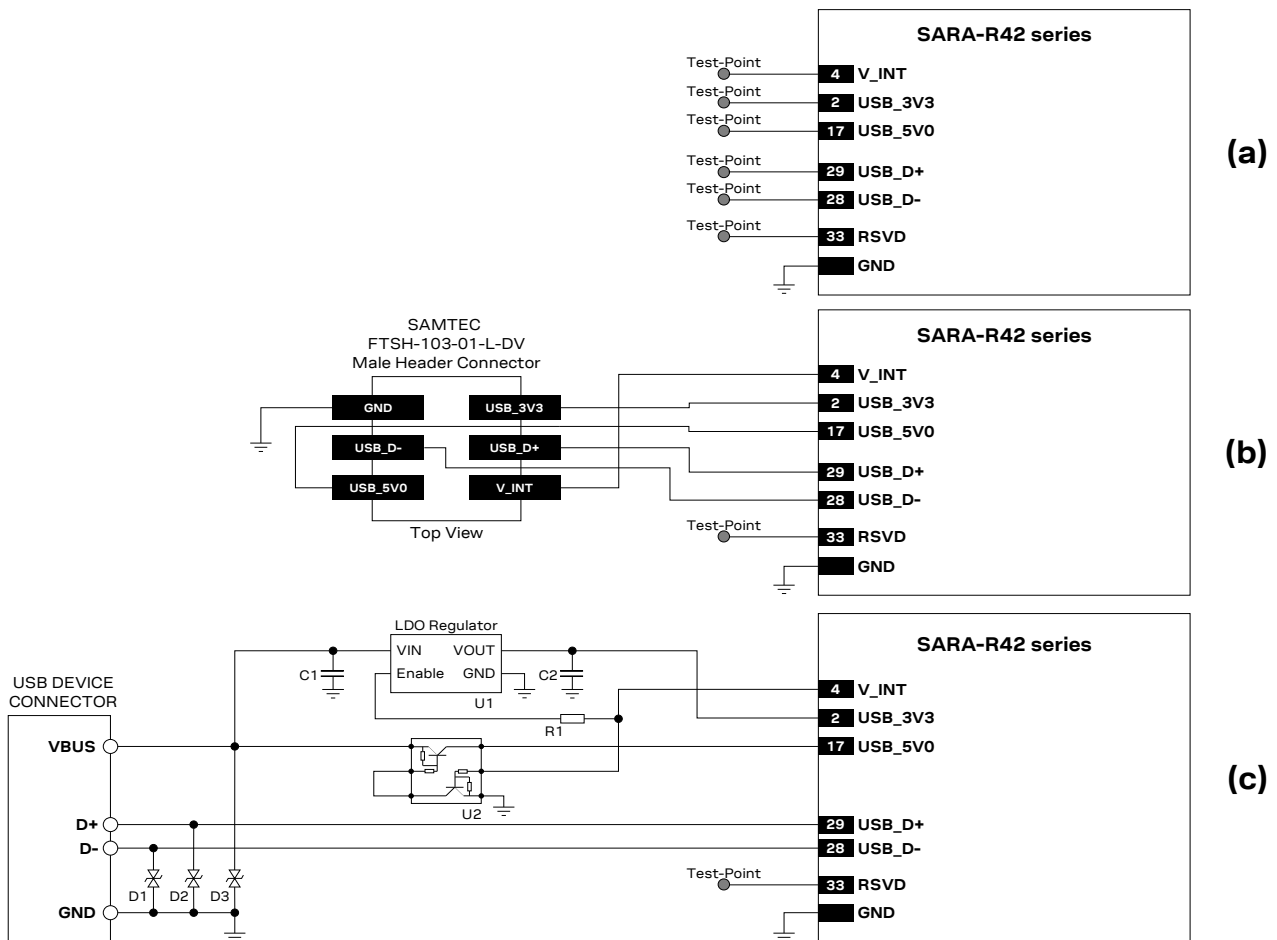 SARA-R42 series
Test-Point
4 V_INT
Test-Point
2 USB_3V3
Test-Point
17 USB_5V0
(a)
Test-Point
29 USB_D+
Test-Point
28 USB_D-
Test-Point
33 RSVD
GND
SAMTEC
FTSH-103-01-L-DV
Male Header Connector
GND
USB_3V3
USB_D-
USB_D+
USB_5V0
V_INT
Top View
SARA-R42 series
4 V_INT
2 USB_3V3
17 USB_5V0
(b)
29 USB_D+
28 USB_D-
Test-Point
33 RSVD
GND
LDO Regulator
VIN
VOUT
Enable
GND
C1
C2
U1
R1
U2
USB DEVICE
CONNECTOR
VBUS
D+
D-
D1
D2
D3
GND
SARA-R42 series
4 V_INT
2 USB_3V3
17 USB_5V0
(c)
29 USB_D+
28 USB_D-
Test-Point
33 RSVD
GND